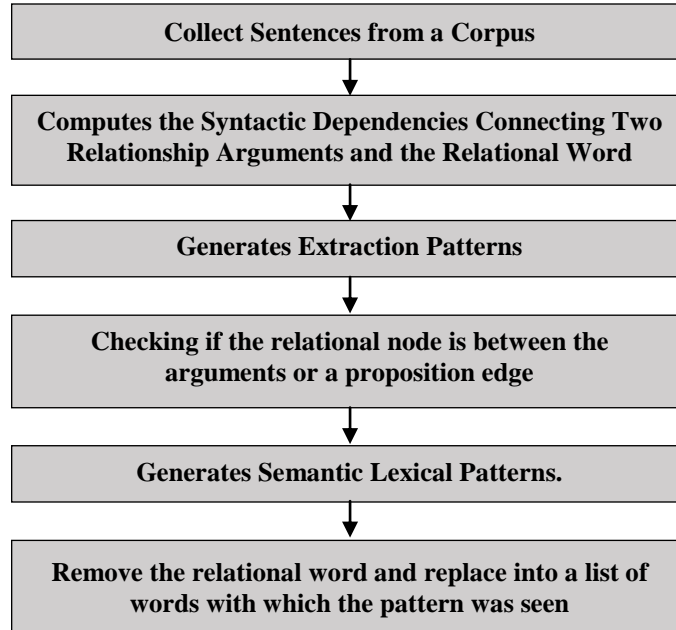 Collect Sentences from a Corpus
Computes the Syntactic Dependencies Connecting Two
Relationship Arguments and the Relational Word
Generates Extraction Patterns
Checking if the relational node is between the
arguments or a proposition edge
Generates Semantic Lexical Patterns.
Remove the relational word and replace into a list of
words with which the pattern was seen